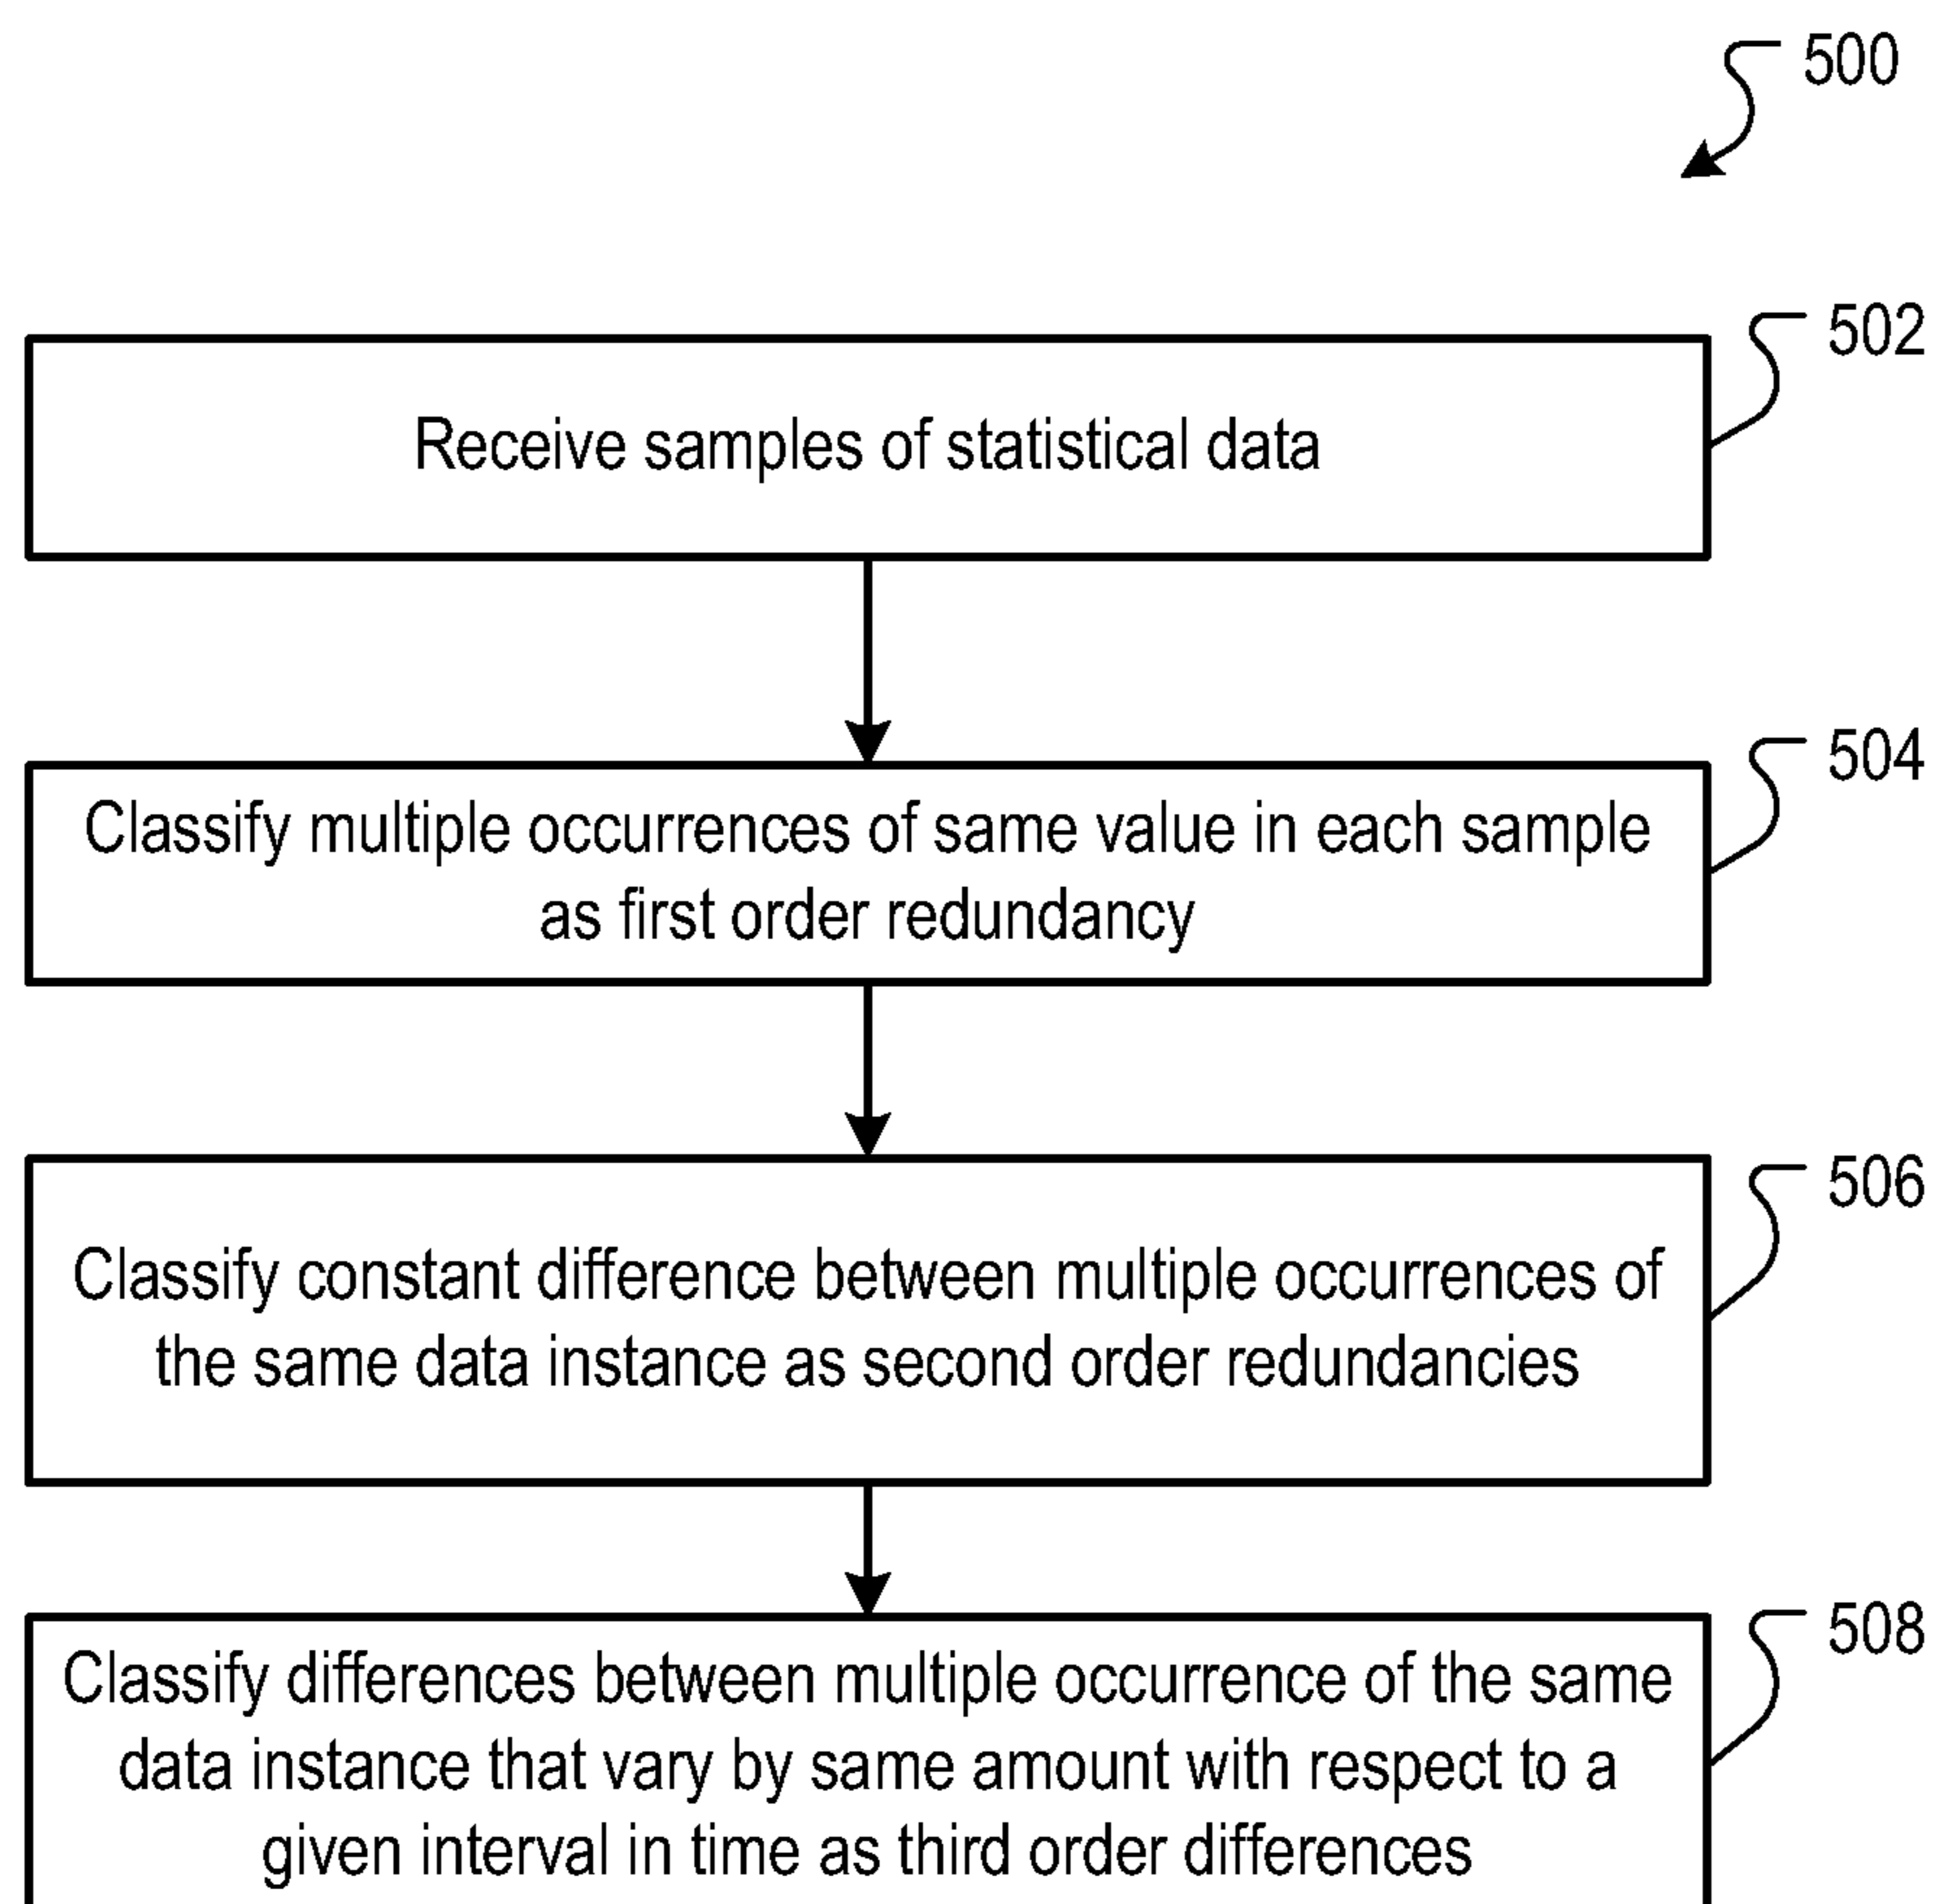 500
502
Receive samples of statistical data
504
Classify multiple occurrences of same value in each sample
as first order redundancy
506
Classify constant difference between multiple occurrences of
the same data instance as second order redundancies
508
Classify differences between multiple occurrence of the same
data instance that vary by same amount with respect to a
given interval in time as third order differences